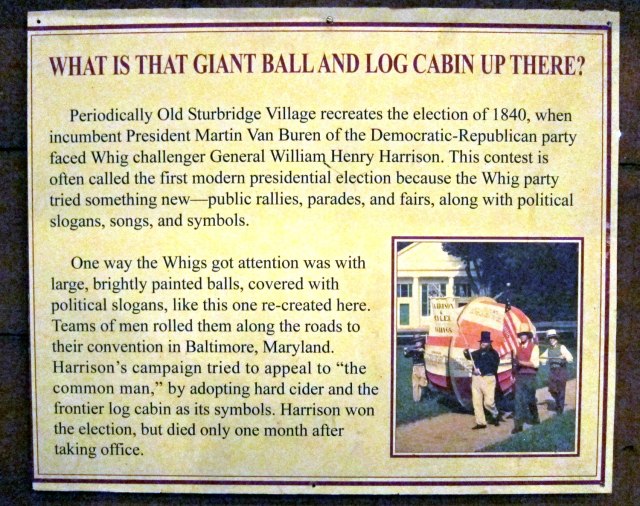 WHAT IS THAT GIANT BALL AND LOG CABIN UP THERE?
Periodically Old Sturbridge Village recreates the election of 1840, when
incumbent President Martin Van Buren of the Democratic-Republican party
faced Whig challenger General William Henry Harrison. This contest is
often called the first modern presidential election because the Whig party
tried something new—public rallies, parades, and fairs, along with political
slogans, songs, and symbols.
One way the Whigs got attention was with
large, brightly painted balls, covered with
political slogans, like this one re-created here.
Teams of men rolled them along the roads to
their convention in Baltimore, Maryland.
Harrison's campaign tried to appeal to “the
common man,” by adopting hard cider and the
frontier log cabin as its symbols. Harrison won
the election, but died only one month after
taking office.
HARRISON
&
TYLER